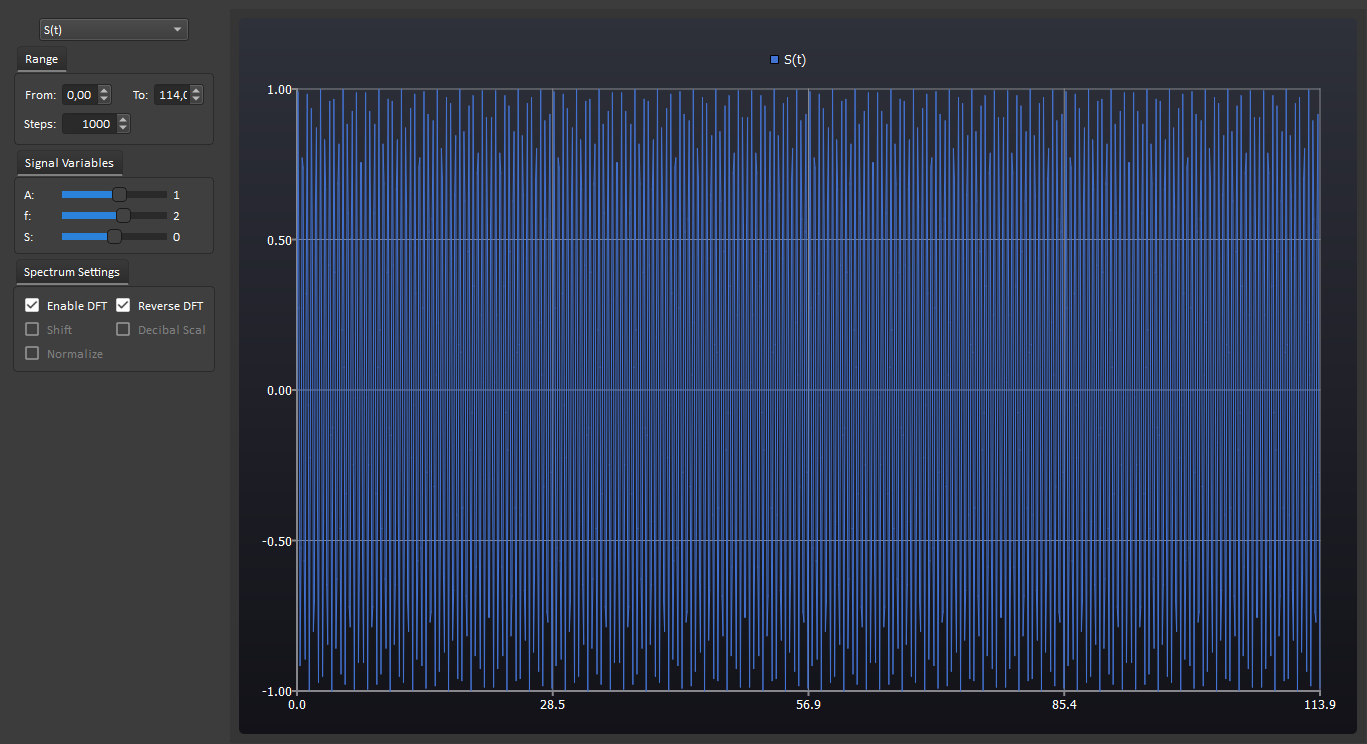 S(t)
Range
From: 0,00 To: 114,0
Steps: 1000
Signal Variables
A: 1
f: 2
S: 0
Spectrum Settings
Enable DFT Reverse DFT
Shift Decibal Scal
Normalize
S(t)
1.00
0.50
0.00
-0.50
-1.00
0.0 28.5 56.9 85.4 113.9